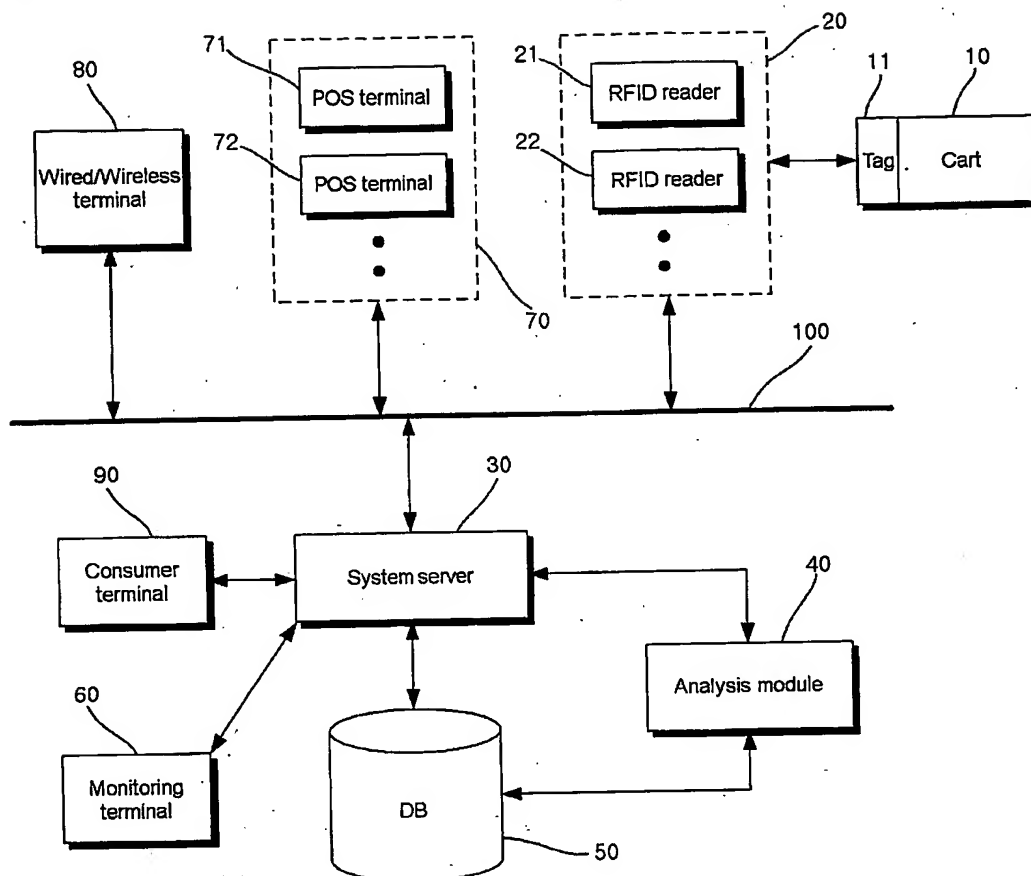 80
71
POS terminal
72
POS terminal
70
21
RFID reader
22
RFID reader
20
11
10
Tag
Cart
Wired/Wireless
terminal
100
90
Consumer
terminal
30
System server
40
Analysis module
60
Monitoring
terminal
DB
50